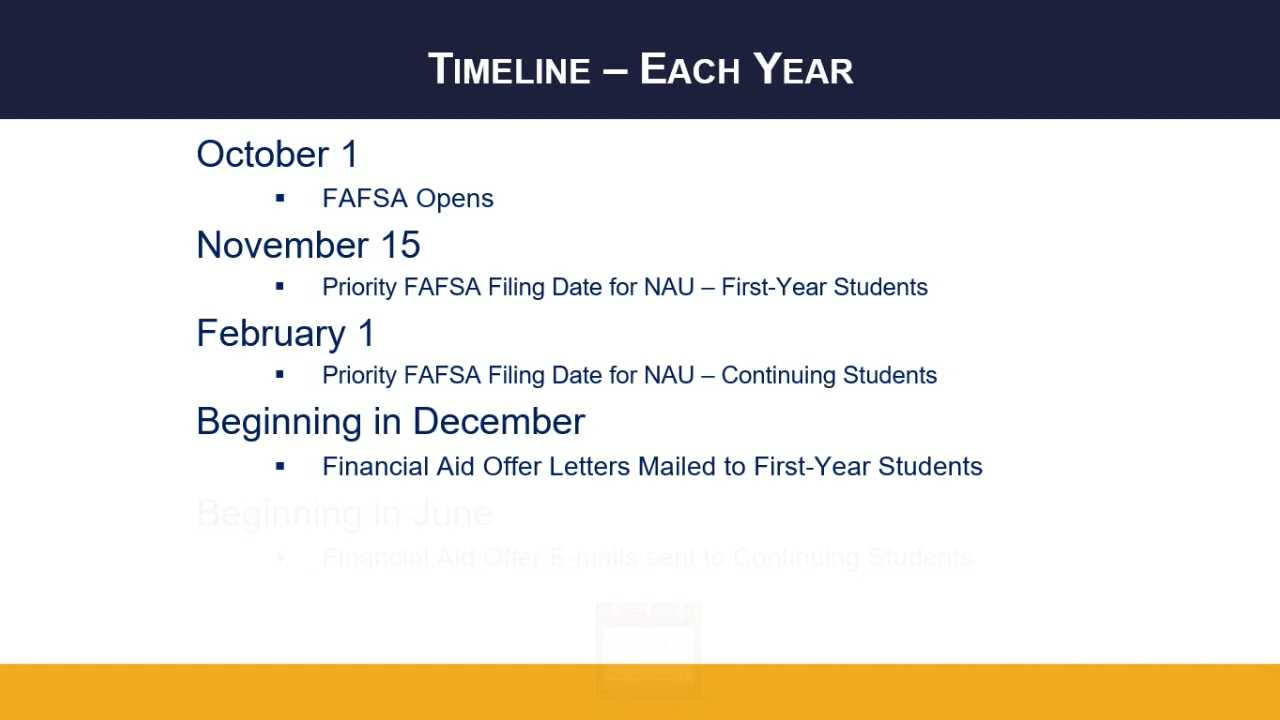 TIMELINE – EACH YEAR
October 1
▪ FAFSA Opens
November 15
▪ Priority FAFSA Filing Date for NAU – First-Year Students
February 1
▪ Priority FAFSA Filing Date for NAU – Continuing Students
Beginning in December
▪ Financial Aid Offer Letters Mailed to First-Year Students
Beginning in June
▪ Financial Aid Offer E-mails sent to Continuing Students